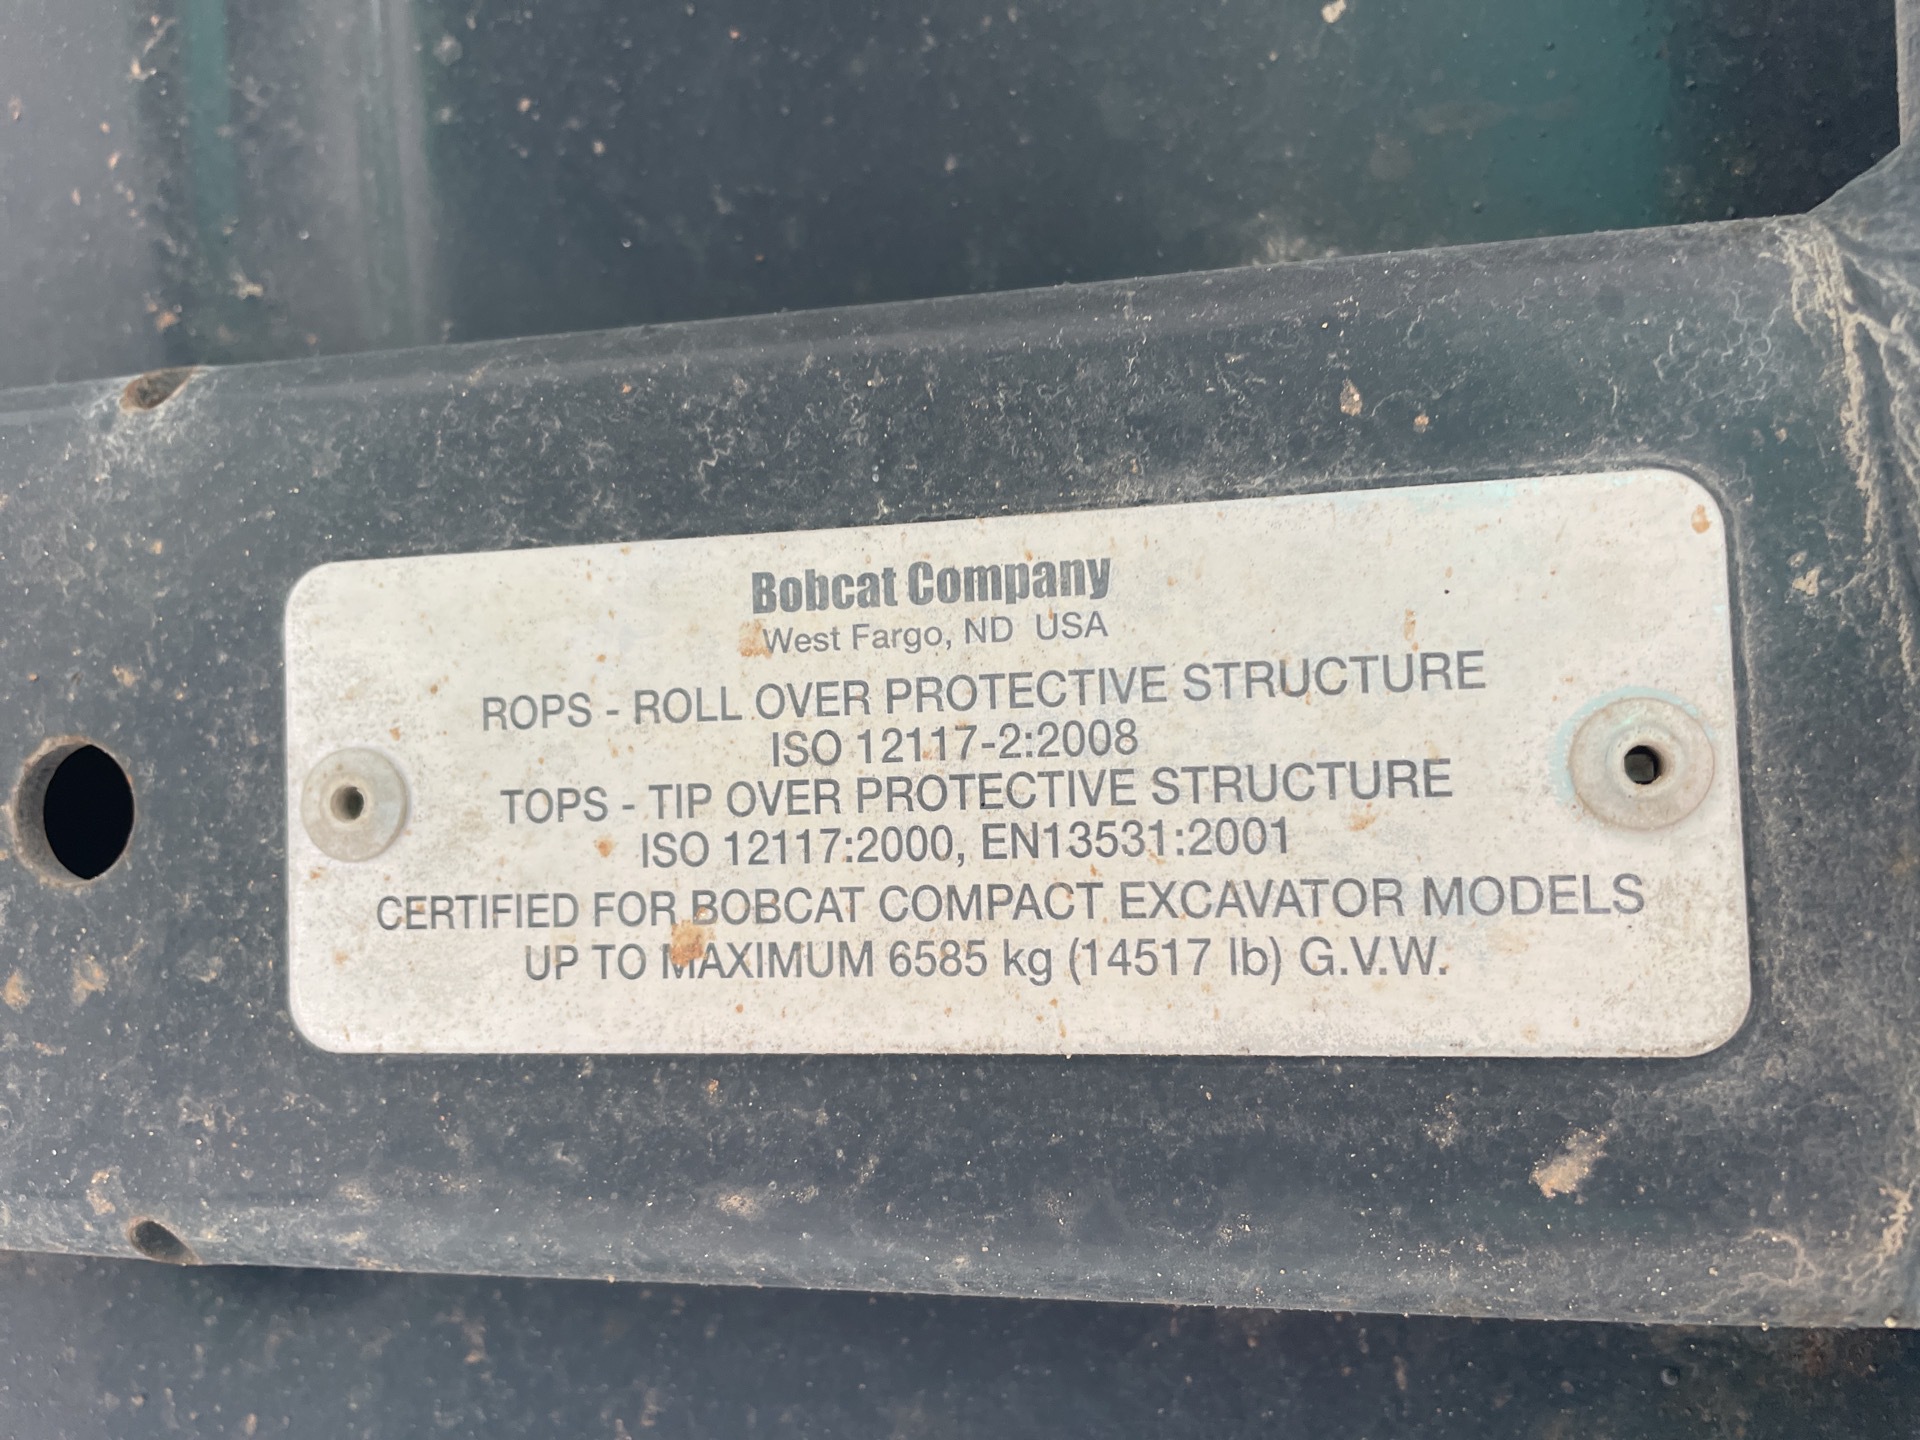 Bobcat Company
West Fargo, ND USA
ROPS - ROLL OVER PROTECTIVE STRUCTURE
ISO 12117-2:2008
TOPS - TIP OVER PROTECTIVE STRUCTURE
ISO 12117:2000, EN13531:2001
CERTIFIED FOR BOBCAT COMPACT EXCAVATOR MODELS
UP TO MAXIMUM 6585 kg (14517 lb) G.V.W.